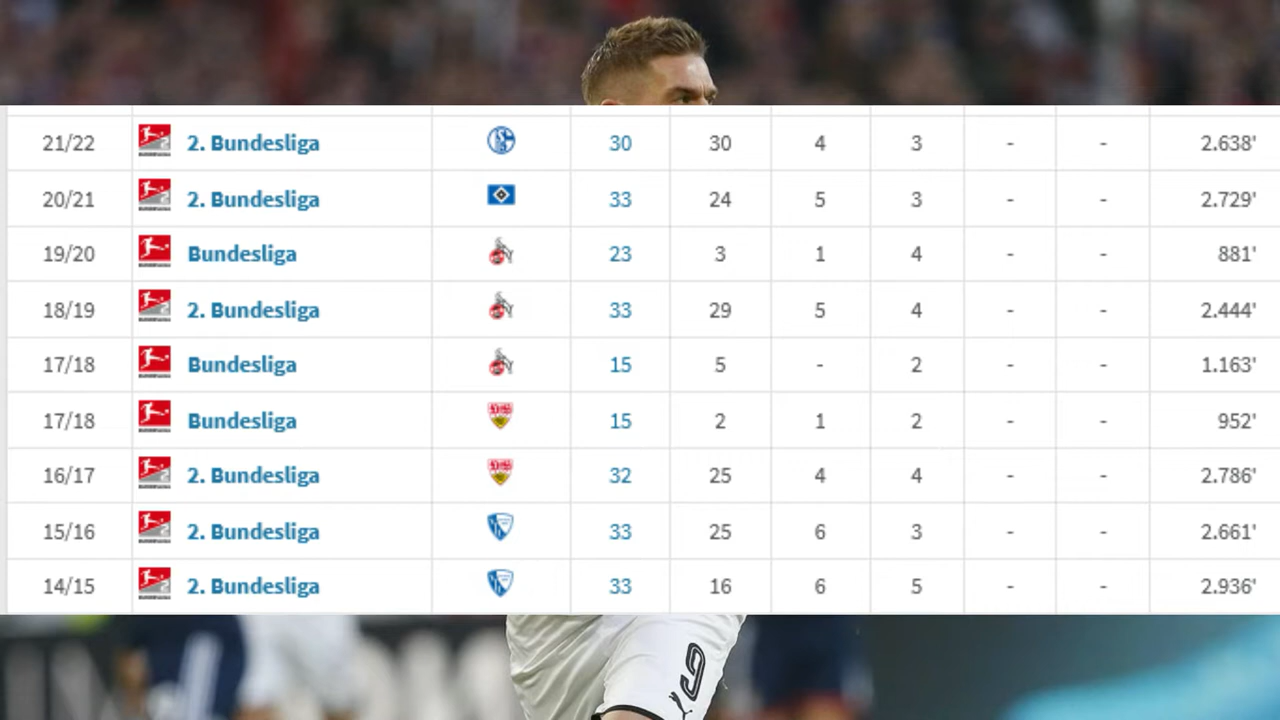 21/22 2. Bundesliga 30 30 4 3 - - 2.638'
20/21 2. Bundesliga 33 24 5 3 - - 2.729'
19/20 Bundesliga 23 3 1 4 - - 881'
18/19 2. Bundesliga 33 29 5 4 - - 2.444'
17/18 Bundesliga 15 5 - 2 - - 1.163'
17/18 Bundesliga 15 2 1 2 - - 952'
16/17 2. Bundesliga 32 25 4 4 - - 2.786'
15/16 2. Bundesliga 33 25 6 3 - - 2.661'
14/15 2. Bundesliga 33 16 6 5 - - 2.936'
9